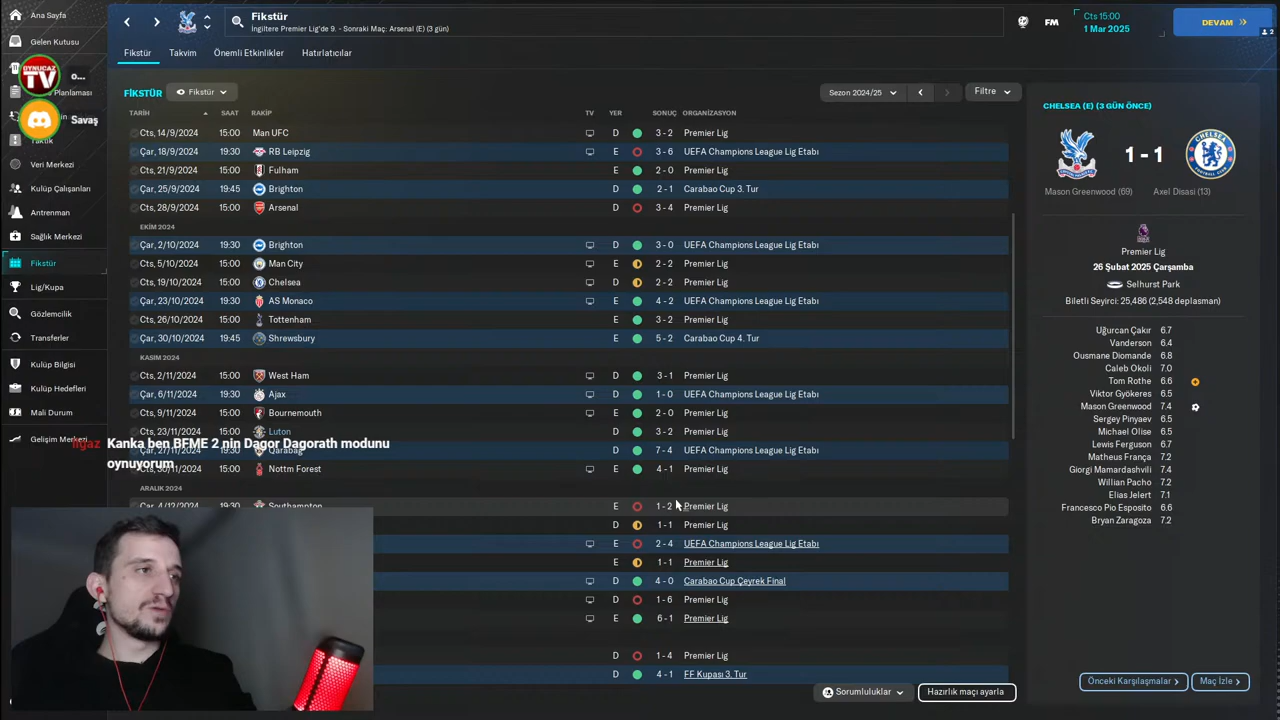 Ana Sayfa
Gelen Kutusu
Planlaması
Taktik
Veri Merkezi
Kulüp Çalışanları
Antrenman
Sağlık Merkezi
Fikstür
Lig/Kupa
Gözlemcilik
Transferler
Kulüp Bilgisi
Kulüp Hedefleri
Mali Durum
Gelişim Merkezi
OYNUCAZ
TV
o...
Savaş
Fikstür
İngiltere Premier Lig'de 9. - Sonraki Maç: Arsenal (E) (3 gün)
FM
Cts 15:00
1 Mar 2025
DEVAM
2
Fikstür Takvim Önemli Etkinlikler Hatırlatıcılar
FİKSTÜR Fikstür Sezon 2024/25 Filtre
TARİH SAAT RAKİP TV YER SONUÇ ORGANİZASYON
Cts, 14/9/2024 15:00 Man UFC D 3 - 2 Premier Lig
Çar, 18/9/2024 19:30 RB Leipzig E 3 - 6 UEFA Champions League Lig Etabı
Cts, 21/9/2024 15:00 Fulham E 2 - 0 Premier Lig
Çar, 25/9/2024 19:45 Brighton D 2 - 1 Carabao Cup 3. Tur
Cts, 28/9/2024 15:00 Arsenal D 3 - 4 Premier Lig
EKİM 2024
Çar, 2/10/2024 19:30 Brighton D 3 - 0 UEFA Champions League Lig Etabı
Cts, 5/10/2024 15:00 Man City E 2 - 2 Premier Lig
Cts, 19/10/2024 15:00 Chelsea D 2 - 2 Premier Lig
Çar, 23/10/2024 19:30 AS Monaco E 4 - 2 UEFA Champions League Lig Etabı
Cts, 26/10/2024 15:00 Tottenham E 3 - 2 Premier Lig
Çar, 30/10/2024 19:45 Shrewsbury E 5 - 2 Carabao Cup 4. Tur
KASIM 2024
Cts, 2/11/2024 15:00 West Ham E 3 - 1 Premier Lig
Çar, 6/11/2024 19:30 Ajax E 1 - 0 UEFA Champions League Lig Etabı
Cts, 9/11/2024 15:00 Bournemouth D 2 - 0 Premier Lig
Cts, 23/11/2024 15:00 Luton D 3 - 2 Premier Lig
Çar, 27/11/2024 19:30 Qarabağ D 7 - 4 UEFA Champions League Lig Etabı
Cts, 30/11/2024 15:00 Nottm Forest E 4 - 1 Premier Lig
ARALIK 2024
Çar, 4/12/2024 19:30 Southampton E 1 - 2 Premier Lig
D 1 - 1 Premier Lig
E 2 - 4 UEFA Champions League Lig Etabı
E 1 - 1 Premier Lig
D 4 - 0 Carabao Cup Çeyrek Final
D 1 - 6 Premier Lig
E 6 - 1 Premier Lig
D 1 - 4 Premier Lig
D 4 - 1 FF Kupası 3. Tur
Sorumluluklar Hazırlık maçı ayarla
ılgaz Kanka ben BFME 2 nin Dagor Dagorath modunu
oynuyorum
CHELSEA (E) (3 GÜN ÖNCE)
1 - 1
Mason Greenwood (69) Axel Disasi (13)
Premier Lig
26 Şubat 2025 Çarşamba
Selhurst Park
Biletli Seyirci: 25,486 (2,548 deplasman)
Uğurcan Çakır 6.7
Vanderson 6.4
Ousmane Diomande 6.8
Caleb Okoli 7.0
Tom Rothe 6.6
Viktor Gyökeres 6.5
Mason Greenwood 7.4
Sergey Pinyaev 6.5
Michael Olise 6.5
Lewis Ferguson 6.7
Matheus França 7.2
Giorgi Mamardashvili 7.4
Willian Pacho 7.2
Elias Jelert 7.1
Francesco Pio Esposito 6.6
Bryan Zaragoza 7.2
Önceki Karşılaşmalar Maç İzle